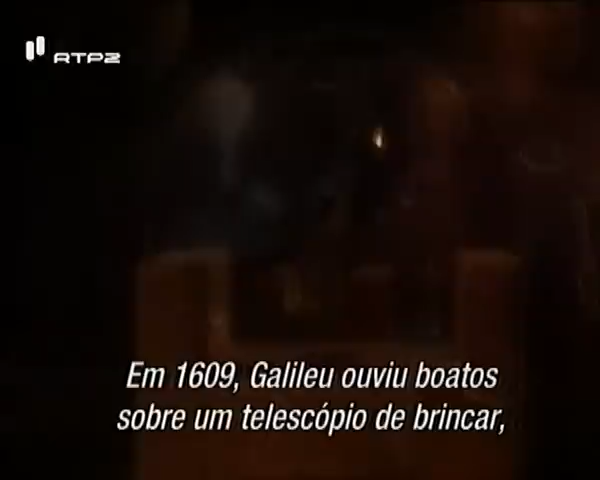 RTP2
Em 1609, Galileu ouviu boatos
sobre um telescópio de brincar,